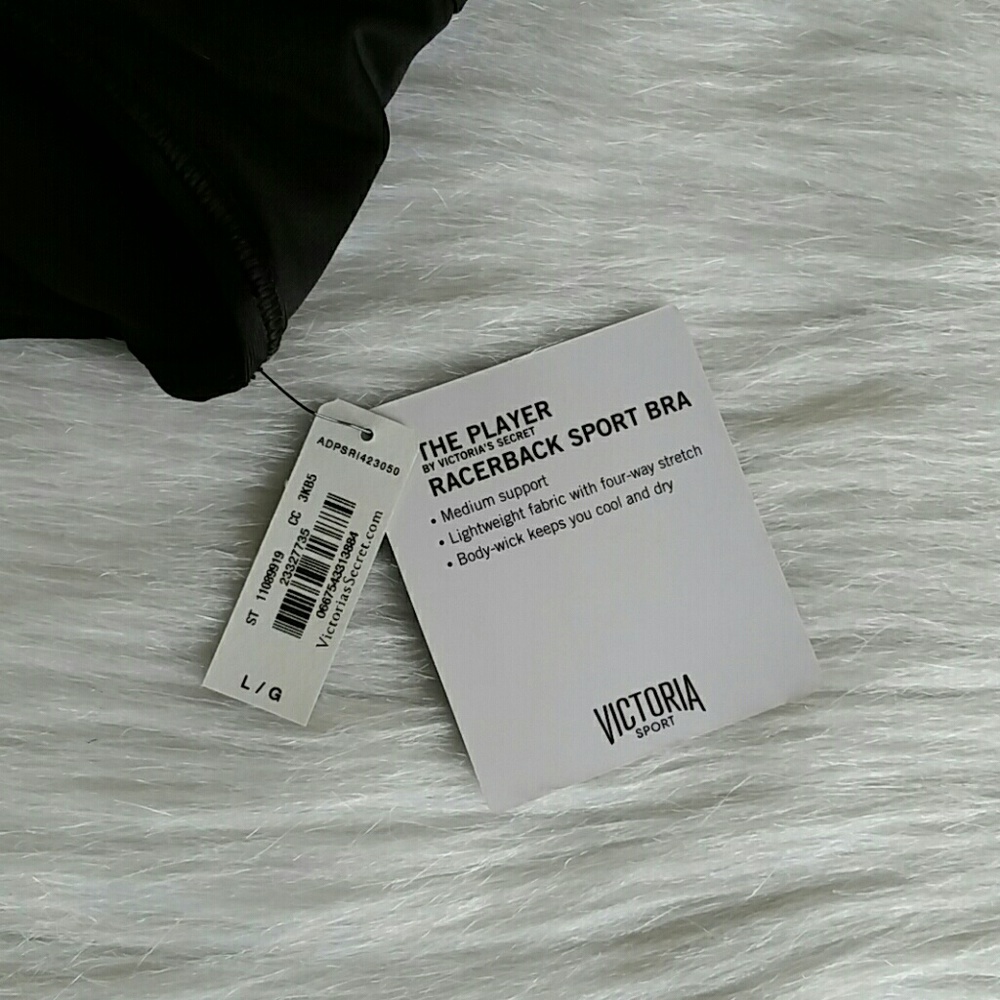 ADPSRI423050
ST 11089919 CC 3KB5
23327735
0667543313884
VictoriasSecret.com
L / G
THE PLAYER
BY VICTORIA'S SECRET
RACERBACK SPORT BRA
• Medium support
• Lightweight fabric with four-way stretch
• Body-wick keeps you cool and dry
VICTORIA
SPORT